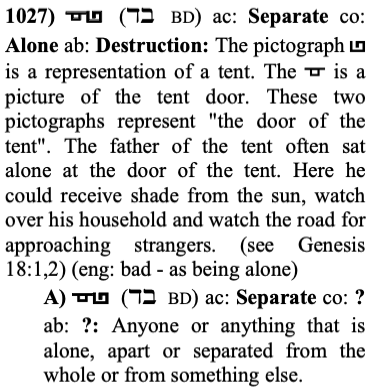 1027) (בד BD) ac: Separate co:
Alone ab: Destruction: The pictograph
is a representation of a tent. The is a
picture of the tent door. These two
pictographs represent "the door of the
tent". The father of the tent often sat
alone at the door of the tent. Here he
could receive shade from the sun, watch
over his household and watch the road for
approaching strangers. (see Genesis
18:1,2) (eng: bad - as being alone)
A) (בד BD) ac: Separate co: ?
ab: ?: Anyone or anything that is
alone, apart or separated from the
whole or from something else.